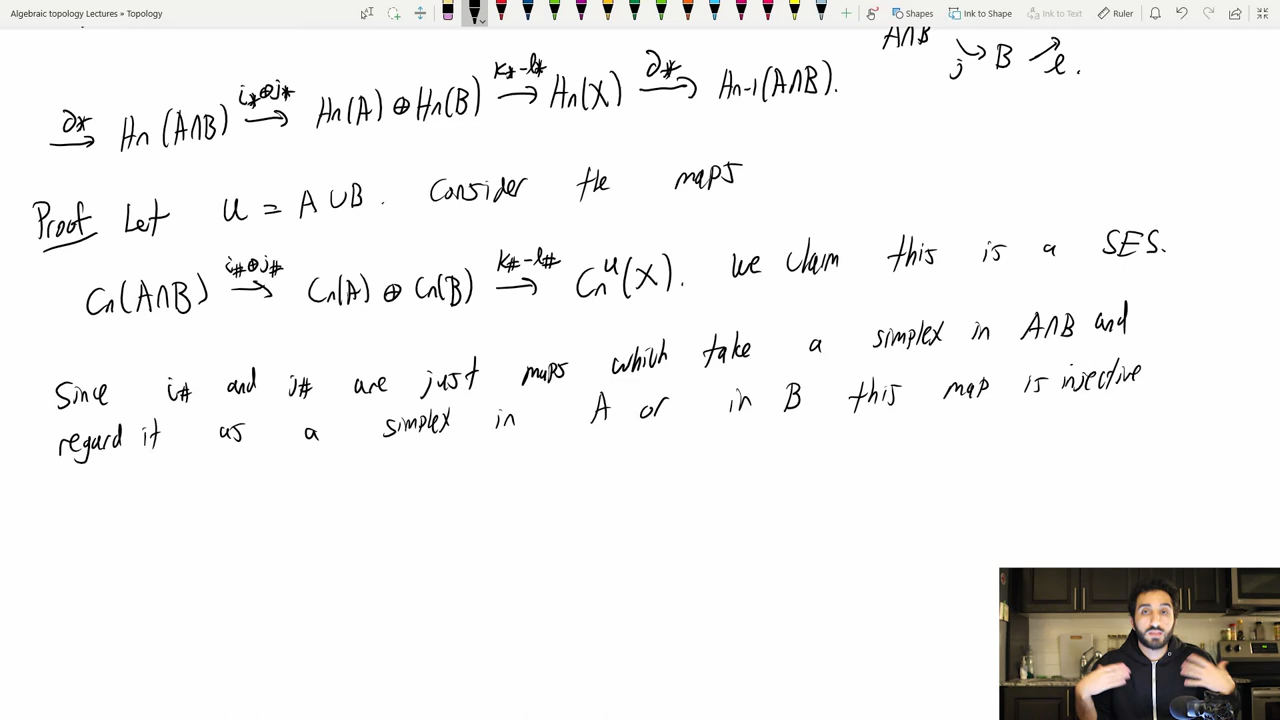 Algebraic topology Lectures » Topology
Shapes Ink to Shape Ink to Text Ruler
A∩B
j B l.
∂* Hn (A∩B) i*⊕j* Hn(A) ⊕ Hn(B) k*-l* Hn(X) ∂* Hn-1(A∩B).
Proof Let U = A ∪ B. Consider the maps
Cn(A∩B) i#⊕j# Cn(A) ⊕ Cn(B) k#-l# Cn^U(X). We claim this is a SES.
Since i# and j# are just maps which take a simplex in A∩B and
regard it as a simplex in A or in B this map is injective